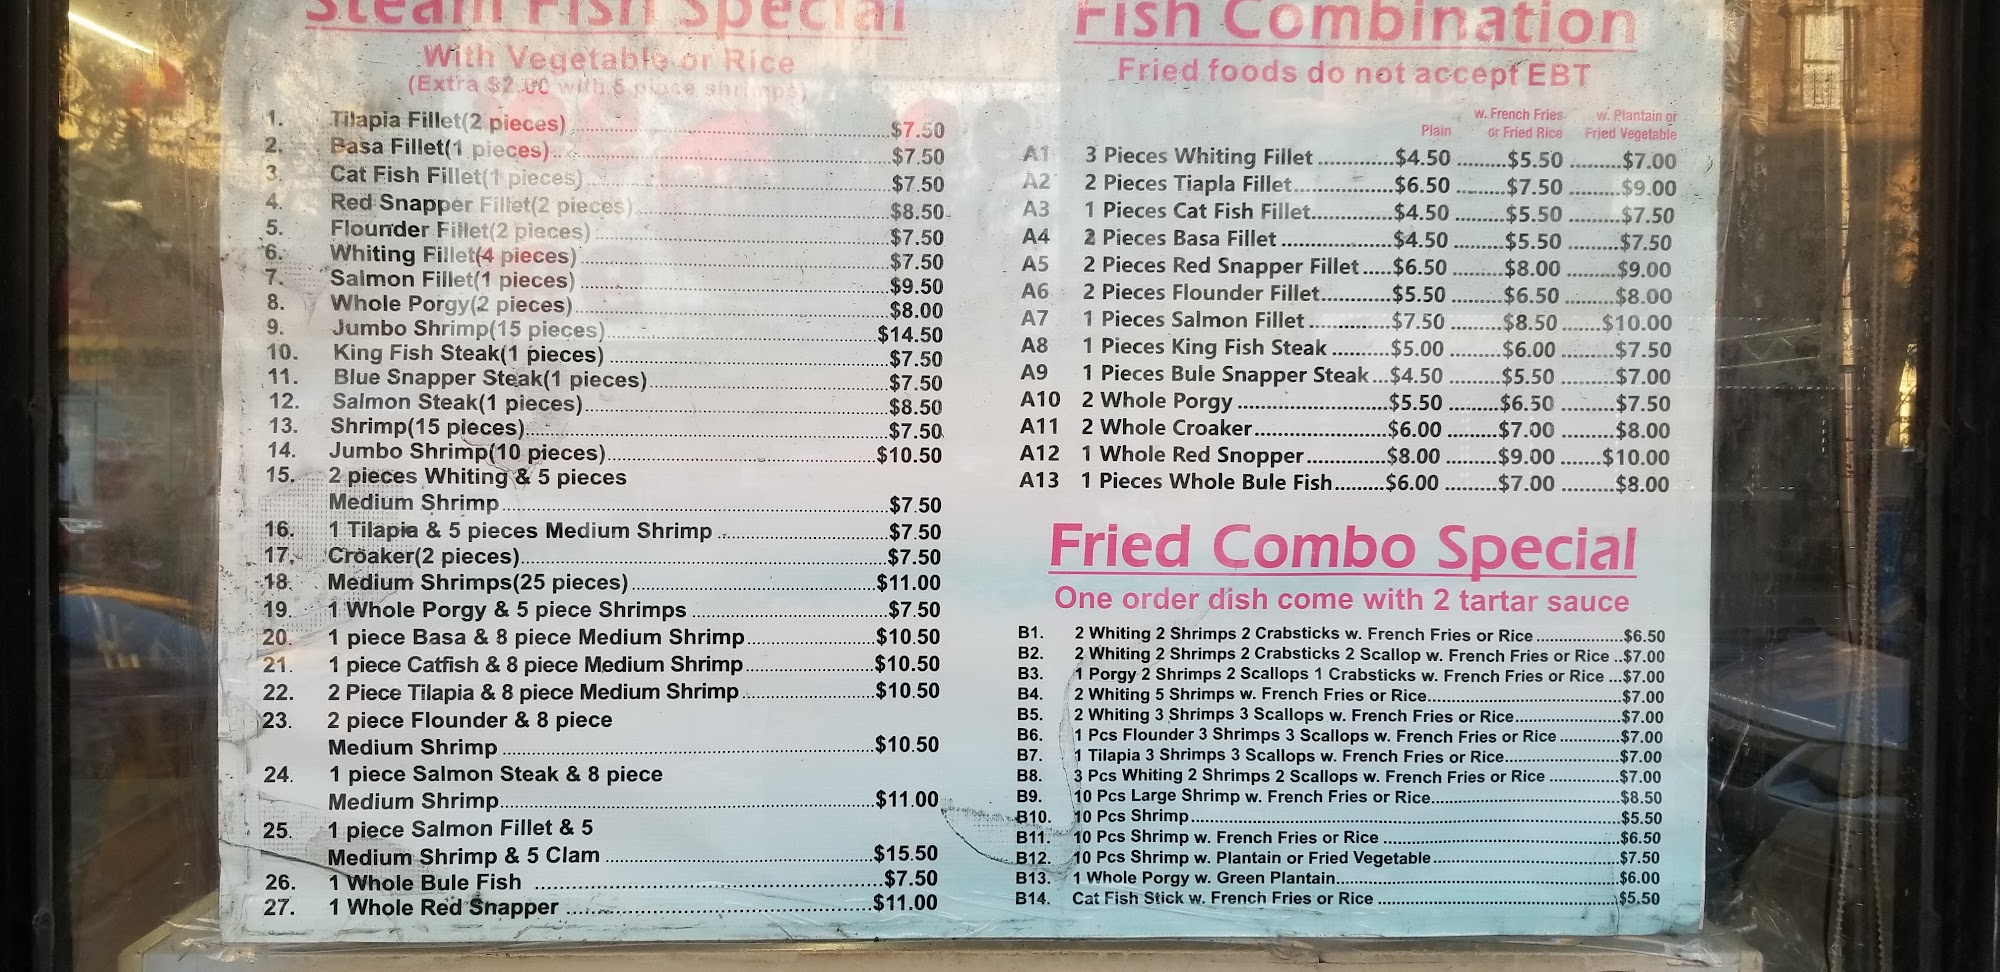 Steam Fish Special
With Vegetable or Rice
(Extra $2.00 with 5 piece shrimps)
1. Tilapia Fillet(2 pieces) $7.50
2. Basa Fillet(1 pieces) $7.50
3. Cat Fish Fillet(1 pieces) $7.50
4. Red Snapper Fillet(2 pieces) $8.50
5. Flounder Fillet(2 pieces) $7.50
6. Whiting Fillet(4 pieces) $7.50
7. Salmon Fillet(1 pieces) $9.50
8. Whole Porgy(2 pieces) $8.00
9. Jumbo Shrimp(15 pieces) $14.50
10. King Fish Steak(1 pieces) $7.50
11. Blue Snapper Steak(1 pieces) $7.50
12. Salmon Steak(1 pieces) $8.50
13. Shrimp(15 pieces) $7.50
14. Jumbo Shrimp(10 pieces) $10.50
15. 2 pieces Whiting & 5 pieces
Medium Shrimp $7.50
16. 1 Tilapia & 5 pieces Medium Shrimp $7.50
17. Croaker(2 pieces) $7.50
18. Medium Shrimps(25 pieces) $11.00
19. 1 Whole Porgy & 5 piece Shrimps $7.50
20. 1 piece Basa & 8 piece Medium Shrimp $10.50
21. 1 piece Catfish & 8 piece Medium Shrimp $10.50
22. 2 Piece Tilapia & 8 piece Medium Shrimp $10.50
23. 2 piece Flounder & 8 piece
Medium Shrimp $10.50
24. 1 piece Salmon Steak & 8 piece
Medium Shrimp $11.00
25. 1 piece Salmon Fillet & 5
Medium Shrimp & 5 Clam $15.50
26. 1 Whole Bule Fish $7.50
27. 1 Whole Red Snapper $11.00
Fish Combination
Fried foods do not accept EBT
w. French Fries w. Plantain or
Plain or Fried Rice Fried Vegetable
A1 3 Pieces Whiting Fillet $4.50 $5.50 $7.00
A2 2 Pieces Tiapla Fillet $6.50 $7.50 $9.00
A3 1 Pieces Cat Fish Fillet $4.50 $5.50 $7.50
A4 2 Pieces Basa Fillet $4.50 $5.50 $7.50
A5 2 Pieces Red Snapper Fillet $6.50 $8.00 $9.00
A6 2 Pieces Flounder Fillet $5.50 $6.50 $8.00
A7 1 Pieces Salmon Fillet $7.50 $8.50 $10.00
A8 1 Pieces King Fish Steak $5.00 $6.00 $7.50
A9 1 Pieces Bule Snapper Steak $4.50 $5.50 $7.00
A10 2 Whole Porgy $5.50 $6.50 $7.50
A11 2 Whole Croaker $6.00 $7.00 $8.00
A12 1 Whole Red Snopper $8.00 $9.00 $10.00
A13 1 Pieces Whole Bule Fish $6.00 $7.00 $8.00
Fried Combo Special
One order dish come with 2 tartar sauce
B1. 2 Whiting 2 Shrimps 2 Crabsticks w. French Fries or Rice $6.50
B2. 2 Whiting 2 Shrimps 2 Crabsticks 2 Scallop w. French Fries or Rice $7.00
B3. 1 Porgy 2 Shrimps 2 Scallops 1 Crabsticks w. French Fries or Rice $7.00
B4. 2 Whiting 5 Shrimps w. French Fries or Rice $7.00
B5. 2 Whiting 3 Shrimps 3 Scallops w. French Fries or Rice $7.00
B6. 1 Pcs Flounder 3 Shrimps 3 Scallops w. French Fries or Rice $7.00
B7. 1 Tilapia 3 Shrimps 3 Scallops w. French Fries or Rice $7.00
B8. 3 Pcs Whiting 2 Shrimps 2 Scallops w. French Fries or Rice $7.00
B9. 10 Pcs Large Shrimp w. French Fries or Rice $8.50
B10. 10 Pcs Shrimp $5.50
B11. 10 Pcs Shrimp w. French Fries or Rice $6.50
B12. 10 Pcs Shrimp w. Plantain or Fried Vegetable $7.50
B13. 1 Whole Porgy w. Green Plantain $6.00
B14. Cat Fish Stick w. French Fries or Rice $5.50